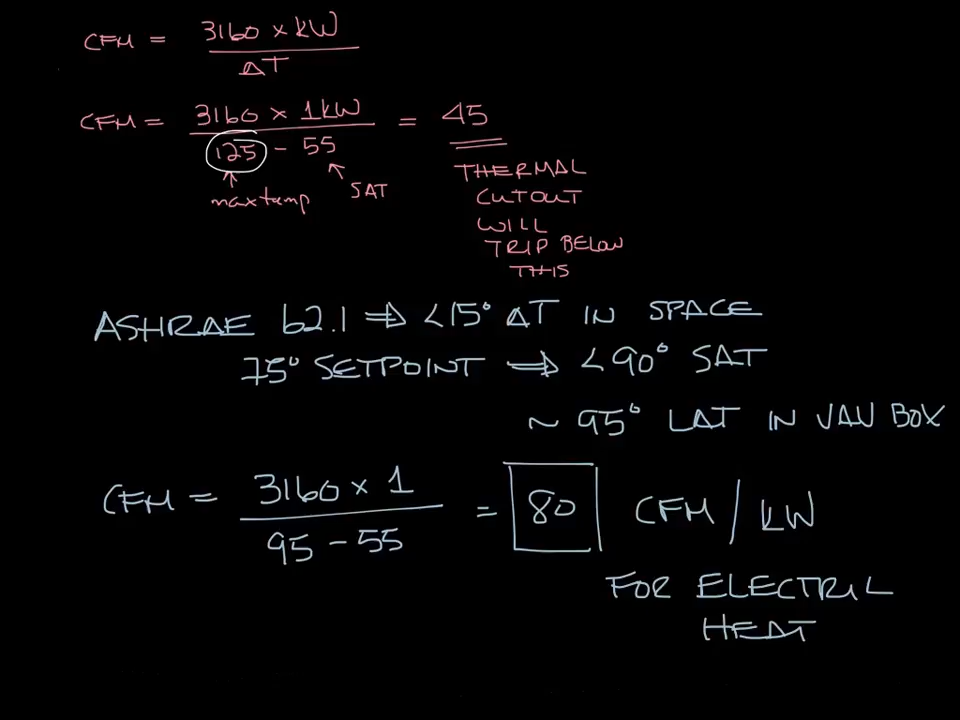 CFM = 3160 x KW
ΔT
CFM = 3160 x 1KW = 45
125 - 55
max temp
SAT
THERMAL
CUTOUT
WILL
TRIP BELOW
THIS
ASHRAE 62.1 ⇒ <15° ΔT IN SPACE
75° SETPOINT ⇒ <90° SAT
~ 95° LAT IN VAV BOX
CFM = 3160 x 1 = 80 CFM / KW
95 - 55
FOR ELECTRIC
HEAT